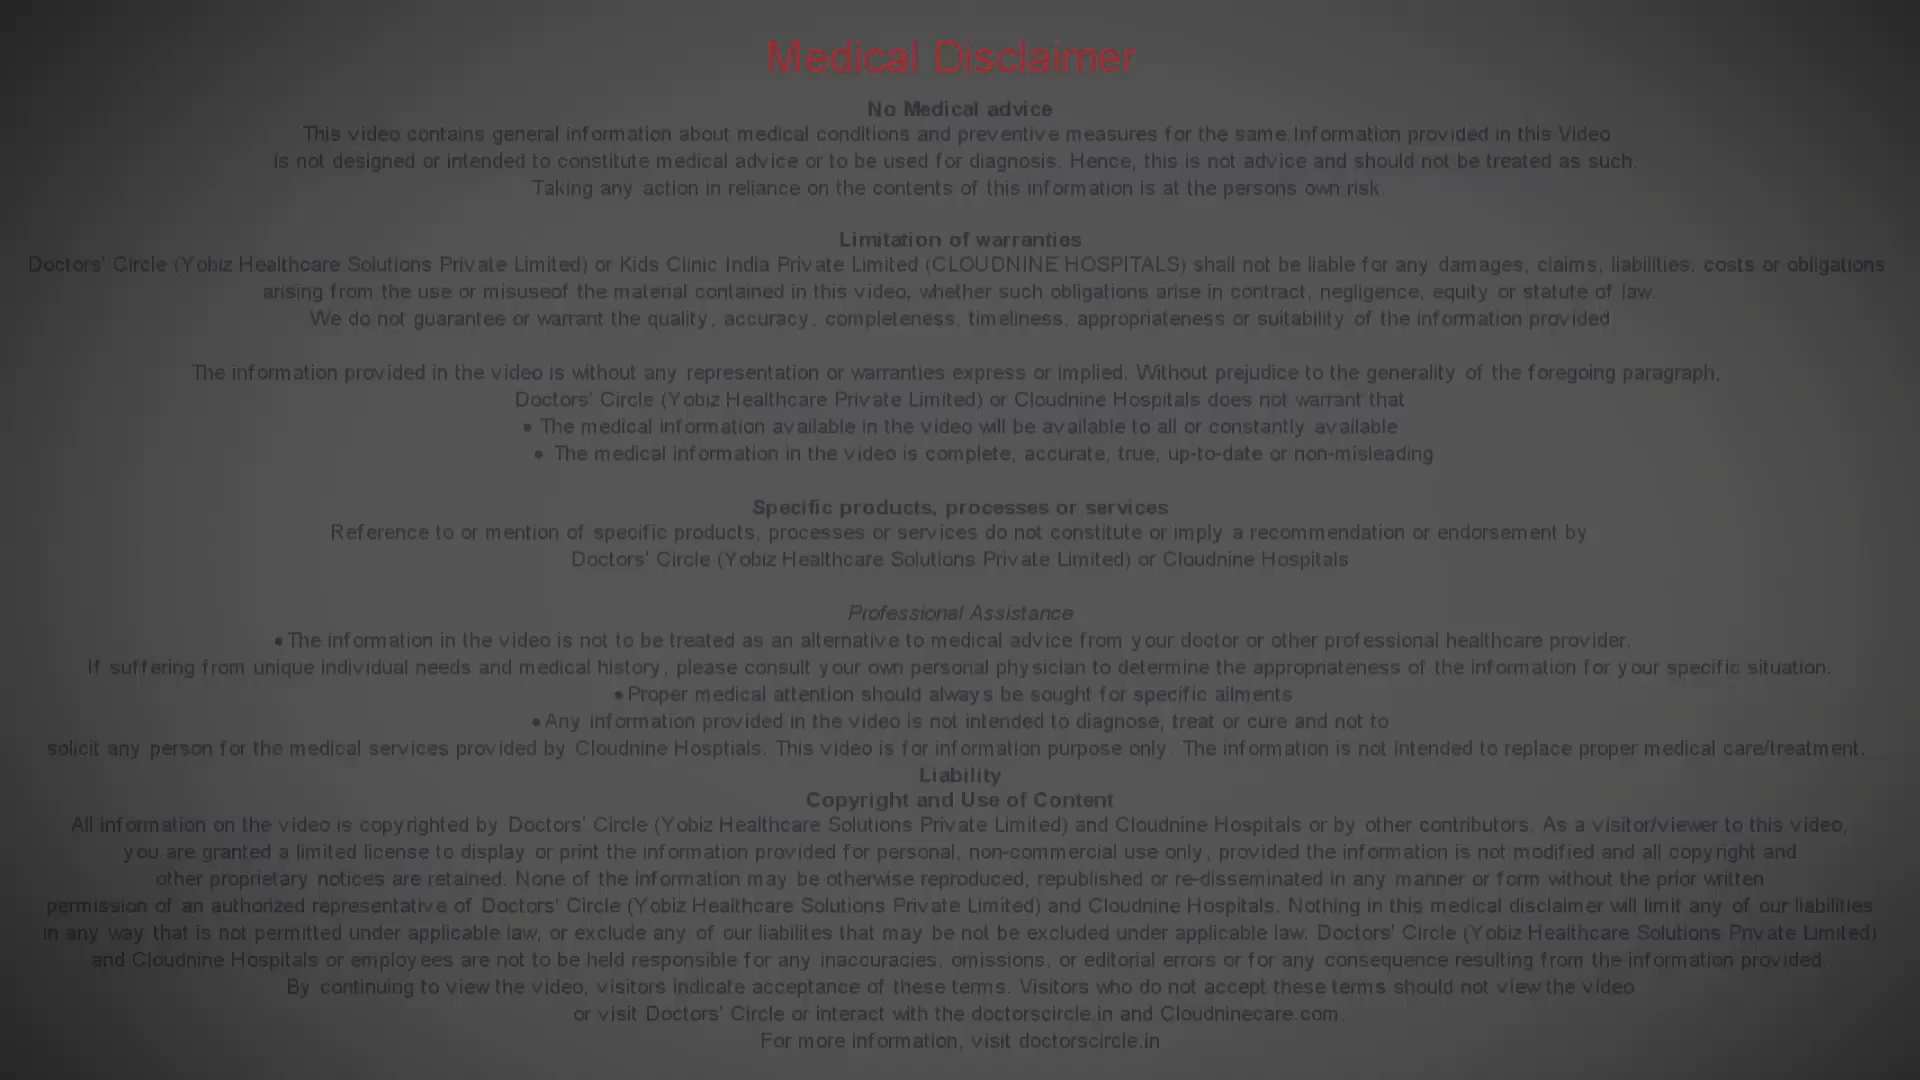 Medical Disclaimer
No Medical advice
This video contains general information about medical conditions and preventive measures for the same.Information provided in this Video
is not designed or intended to constitute medical advice or to be used for diagnosis. Hence, this is not advice and should not be treated as such.
Taking any action in reliance on the contents of this information is at the persons own risk.
Limitation of warranties
Doctors' Circle (Yobiz Healthcare Solutions Private Limited) or Kids Clinic India Private Limited (CLOUDNINE HOSPITALS) shall not be liable for any damages, claims, liabilities, costs or obligations
arising from the use or misuseof the material contained in this video, whether such obligations arise in contract, negligence, equity or statute of law.
We do not guarantee or warrant the quality, accuracy, completeness, timeliness, appropriateness or suitability of the information provided
The information provided in the video is without any representation or warranties express or implied. Without prejudice to the generality of the foregoing paragraph,
Doctors' Circle (Yobiz Healthcare Private Limited) or Cloudnine Hospitals does not warrant that
• The medical information available in the video will be available to all or constantly available
• The medical information in the video is complete, accurate, true, up-to-date or non-misleading
Specific products, processes or services
Reference to or mention of specific products, processes or services do not constitute or imply a recommendation or endorsement by
Doctors' Circle (Yobiz Healthcare Solutions Private Limited) or Cloudnine Hospitals
Professional Assistance
• The information in the video is not to be treated as an alternative to medical advice from your doctor or other professional healthcare provider.
If suffering from unique individual needs and medical history, please consult your own personal physician to determine the appropriateness of the information for your specific situation.
• Proper medical attention should always be sought for specific ailments
• Any information provided in the video is not intended to diagnose, treat or cure and not to
solicit any person for the medical services provided by Cloudnine Hosptials. This video is for information purpose only. The information is not intended to replace proper medical care/treatment.
Liability
Copyright and Use of Content
All information on the video is copyrighted by Doctors' Circle (Yobiz Healthcare Solutions Private Limited) and Cloudnine Hospitals or by other contributors. As a visitor/viewer to this video,
you are granted a limited license to display or print the information provided for personal, non-commercial use only, provided the information is not modified and all copyright and
other proprietary notices are retained. None of the information may be otherwise reproduced, republished or re-disseminated in any manner or form without the prior written
permission of an authorized representative of Doctors' Circle (Yobiz Healthcare Solutions Private Limited) and Cloudnine Hospitals. Nothing in this medical disclaimer will limit any of our liabilities
in any way that is not permitted under applicable law, or exclude any of our liabilites that may be not be excluded under applicable law. Doctors' Circle (Yobiz Healthcare Solutions Private Limited)
and Cloudnine Hospitals or employees are not to be held responsible for any inaccuracies, omissions, or editorial errors or for any consequence resulting from the information provided.
By continuing to view the video, visitors indicate acceptance of these terms. Visitors who do not accept these terms should not view the video
or visit Doctors' Circle or interact with the doctorscircle.in and Cloudninecare.com.
For more information, visit doctorscircle.in